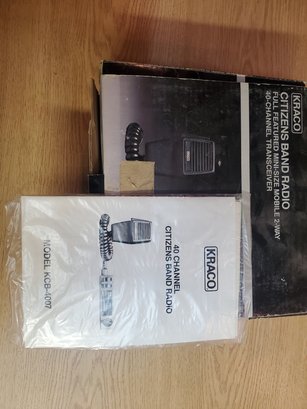 KRACO
CITIZENS BAND RADIO
FULL FEATURED MINI-SIZE MOBILE 2-WAY
40-CHANNEL TRANSCEIVER
KRACO
40 CHANNEL
CITIZENS BAND RADIO
MODEL KCB-4007